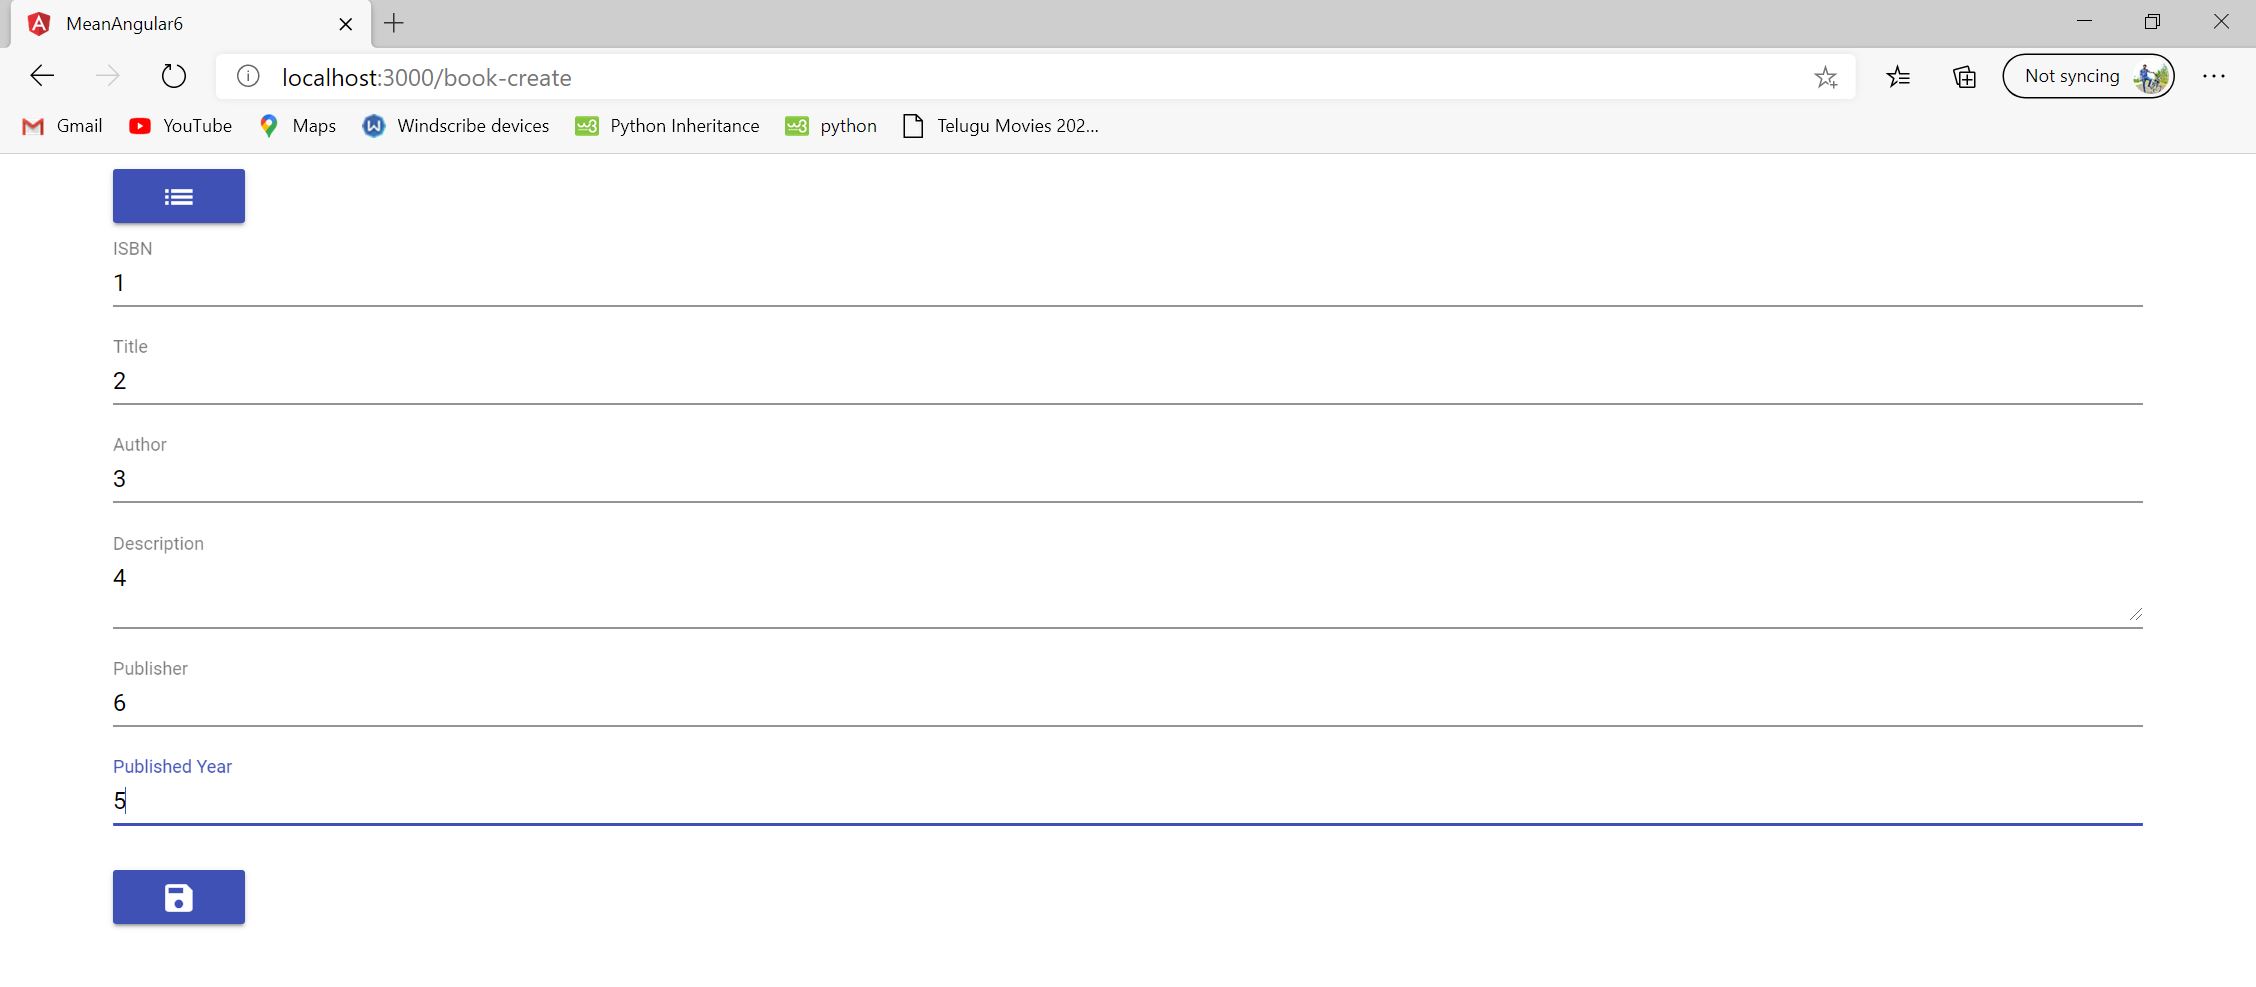 MeanAngular6
localhost:3000/book-create
Not syncing
Gmail YouTube Maps Windscribe devices Python Inheritance python Telugu Movies 202...
ISBN
1
Title
2
Author
3
Description
4
Publisher
6
Published Year
5